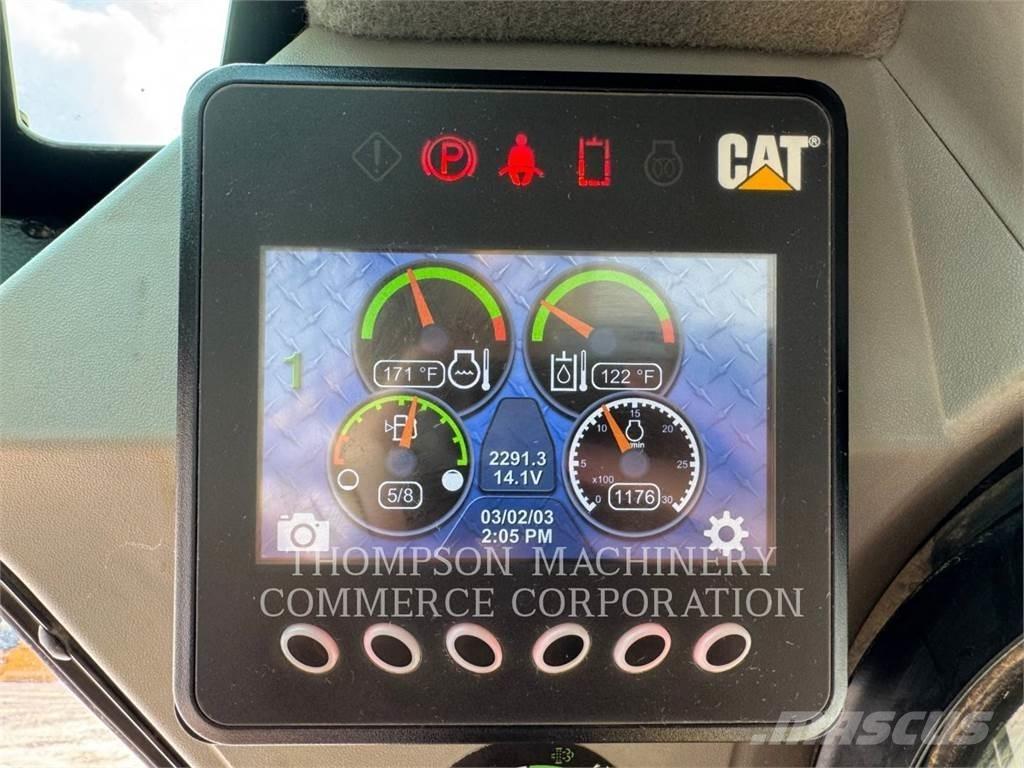 P
CAT®
1
171 °F
122 °F
5/8
2291.3
14.1V
03/02/03
2:05 PM
0 5 10 15 20 25 30
min
x100
1176
THOMPSON MACHINERY
COMMERCE CORPORATION
MASCUS